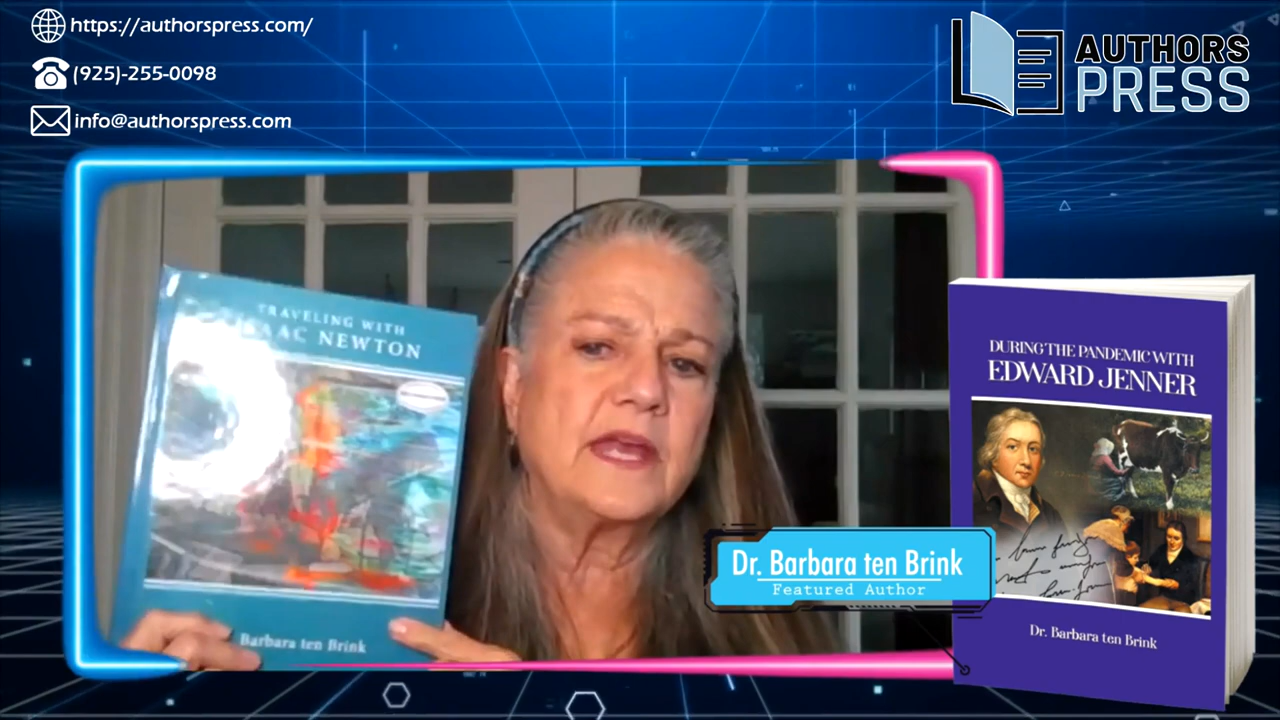 https://authorspress.com/
(925)-255-0098
info@authorspress.com
AUTHORS
PRESS
TRAVELING WITH
NEWTON
Barbara ten Brink
Dr. Barbara ten Brink
Featured Author
DURING THE PANDEMIC WITH
EDWARD JENNER
Dr. Barbara ten Brink